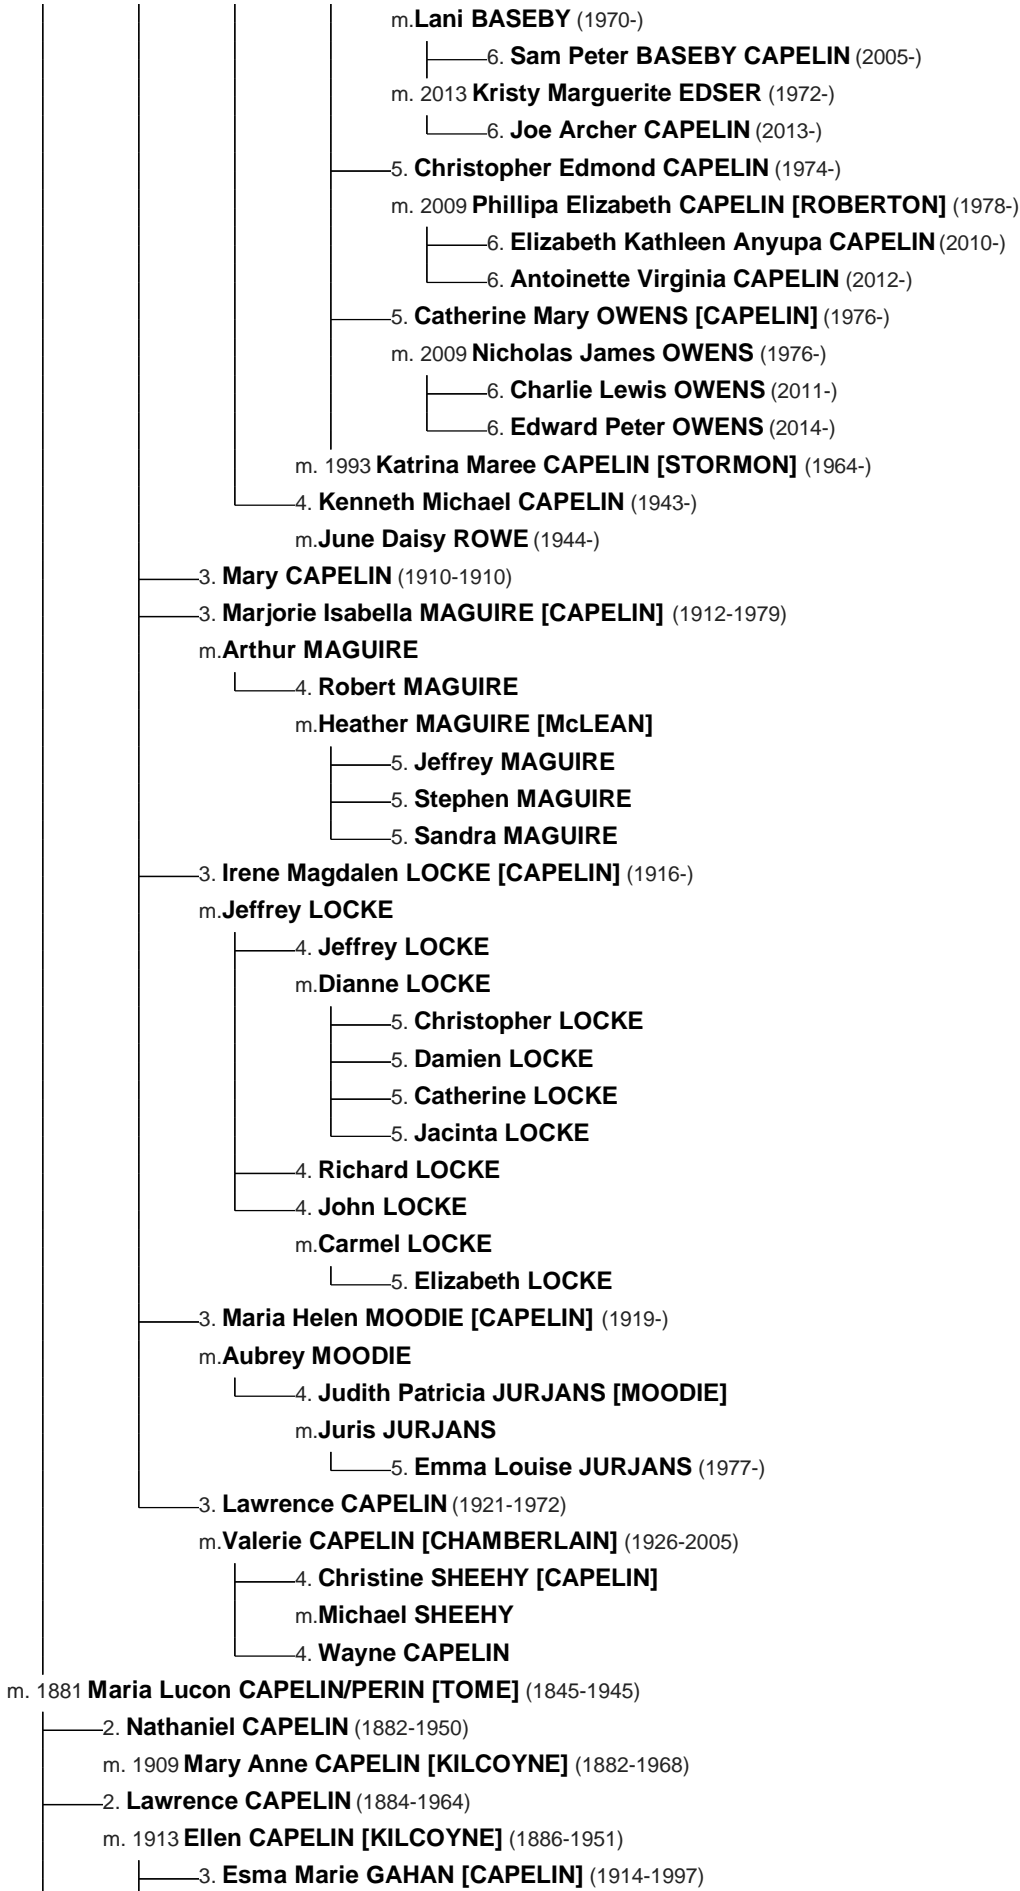 m.Lani BASEBY (1970-)
6. Sam Peter BASEBY CAPELIN (2005-)
m. 2013 Kristy Marguerite EDSER (1972-)
6. Joe Archer CAPELIN (2013-)
5. Christopher Edmond CAPELIN (1974-)
m. 2009 Phillipa Elizabeth CAPELIN [ROBERTON] (1978-)
6. Elizabeth Kathleen Anyupa CAPELIN (2010-)
6. Antoinette Virginia CAPELIN (2012-)
5. Catherine Mary OWENS [CAPELIN] (1976-)
m. 2009 Nicholas James OWENS (1976-)
6. Charlie Lewis OWENS (2011-)
6. Edward Peter OWENS (2014-)
m. 1993 Katrina Maree CAPELIN [STORMON] (1964-)
4. Kenneth Michael CAPELIN (1943-)
m.June Daisy ROWE (1944-)
3. Mary CAPELIN (1910-1910)
3. Marjorie Isabella MAGUIRE [CAPELIN] (1912-1979)
m.Arthur MAGUIRE
4. Robert MAGUIRE
m.Heather MAGUIRE [McLEAN]
5. Jeffrey MAGUIRE
5. Stephen MAGUIRE
5. Sandra MAGUIRE
3. Irene Magdalen LOCKE [CAPELIN] (1916-)
m.Jeffrey LOCKE
4. Jeffrey LOCKE
m.Dianne LOCKE
5. Christopher LOCKE
5. Damien LOCKE
5. Catherine LOCKE
5. Jacinta LOCKE
4. Richard LOCKE
4. John LOCKE
m.Carmel LOCKE
5. Elizabeth LOCKE
3. Maria Helen MOODIE [CAPELIN] (1919-)
m.Aubrey MOODIE
4. Judith Patricia JURJANS [MOODIE]
m.Juris JURJANS
5. Emma Louise JURJANS (1977-)
3. Lawrence CAPELIN (1921-1972)
m.Valerie CAPELIN [CHAMBERLAIN] (1926-2005)
4. Christine SHEEHY [CAPELIN]
m.Michael SHEEHY
4. Wayne CAPELIN
m. 1881 Maria Lucon CAPELIN/PERIN [TOME] (1845-1945)
2. Nathaniel CAPELIN (1882-1950)
m. 1909 Mary Anne CAPELIN [KILCOYNE] (1882-1968)
2. Lawrence CAPELIN (1884-1964)
m. 1913 Ellen CAPELIN [KILCOYNE] (1886-1951)
3. Esma Marie GAHAN [CAPELIN] (1914-1997)